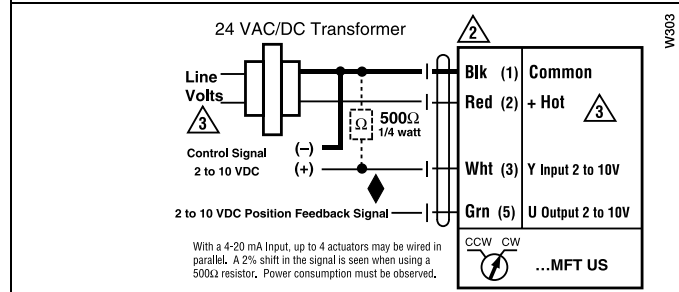 24 VAC/DC Transformer
2
W303
Line
Volts
3
Blk (1) Common
Red (2) + Hot 3
Ω 500Ω
1/4 watt
Control Signal
2 to 10 VDC
(–)
(+)
Wht (3) Y Input 2 to 10V
2 to 10 VDC Position Feedback Signal
Grn (5) U Output 2 to 10V
With a 4-20 mA Input, up to 4 actuators may be wired in
parallel. A 2% shift in the signal is seen when using a
500Ω resistor. Power consumption must be observed.
CCW CW
...MFT US